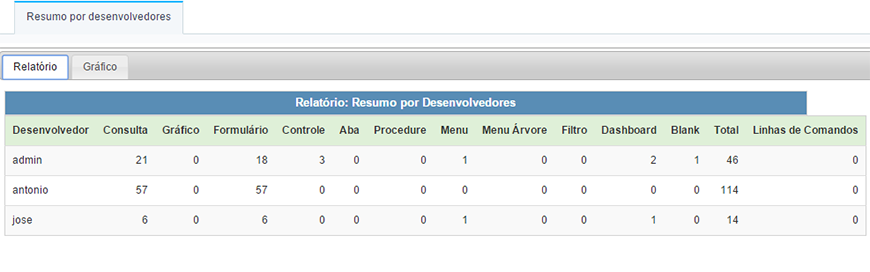 Resumo por desenvolvedores
Relatório Gráfico
Relatório: Resumo por Desenvolvedores
Desenvolvedor Consulta Gráfico Formulário Controle Aba Procedure Menu Menu Árvore Filtro Dashboard Blank Total Linhas de Comandos
admin 21 0 18 3 0 0 1 0 0 2 1 46 0
antonio 57 0 57 0 0 0 0 0 0 0 0 114 0
jose 6 0 6 0 0 0 1 0 0 1 0 14 0